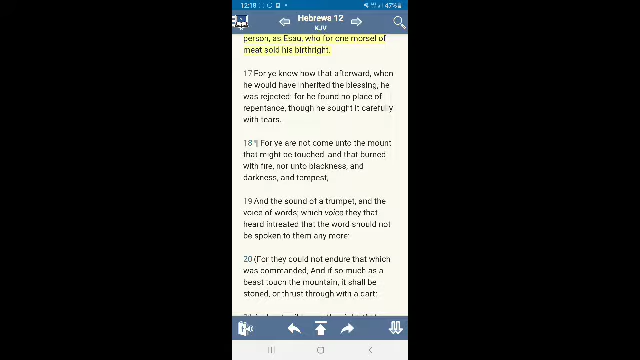 12:18 47%
Hebrews 12
KJV
person, as Esau, who for one morsel of
meat sold his birthright.
17 For ye know how that afterward, when
he would have inherited the blessing, he
was rejected: for he found no place of
repentance, though he sought it carefully
with tears.
18 ¶ For ye are not come unto the mount
that might be touched, and that burned
with fire, nor unto blackness, and
darkness, and tempest,
19 And the sound of a trumpet, and the
voice of words; which voice they that
heard intreated that the word should not
be spoken to them any more:
20 (For they could not endure that which
was commanded, And if so much as a
beast touch the mountain, it shall be
stoned, or thrust through with a dart: